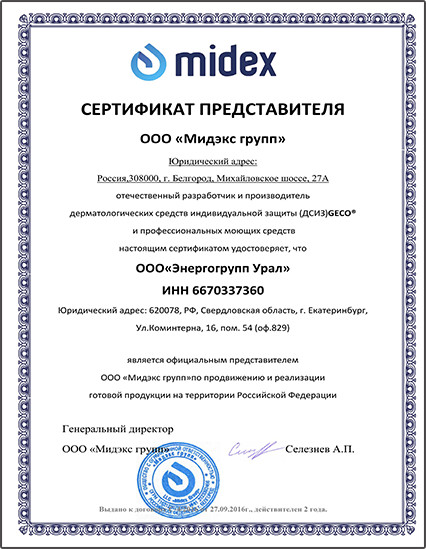 midex
СЕРТИФИКАТ ПРЕДСТАВИТЕЛЯ
ООО «Мидэкс групп»
Юридический адрес:
Россия,308000, г. Белгород, Михайловское шоссе, 27А
отечественный разработчик и производитель
дерматологических средств индивидуальной защиты (ДСИЗ)GECO®
и профессиональных моющих средств
настоящим сертификатом удостоверяет, что
ООО«Энергогрупп Урал»
ИНН 6670337360
Юридический адрес: 620078, РФ, Свердловская область, г. Екатеринбург,
Ул.Коминтерна, 16, пом. 54 (оф.829)
является официальным представителем
ООО «Мидэкс групп»по продвижению и реализации
готовой продукции на территории Российской Федерации
Генеральный директор
ООО «Мидэкс групп» Селезнев А.П.
Выдано к договору от 27.09.2016г., действителен 2 года.